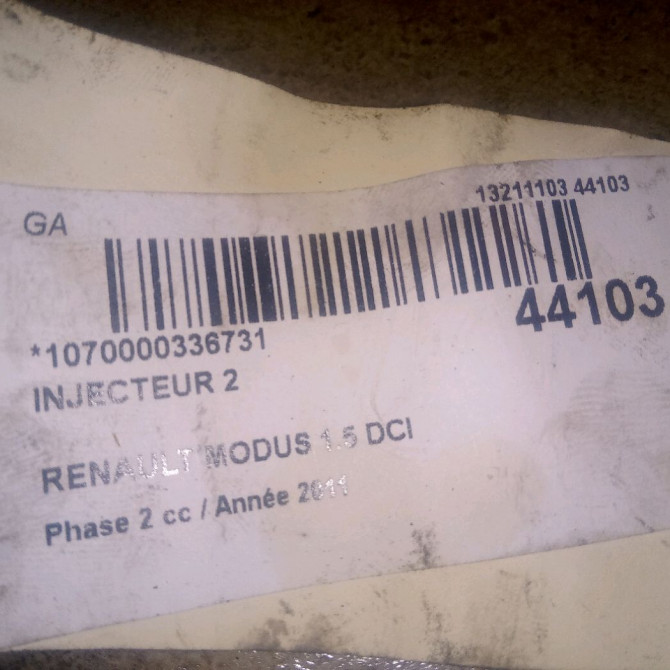 13211103 44103
GA
44103
*1070000336731
INJECTEUR 2
RENAULT MODUS 1.5 DCI
Phase 2 cc / Année 2011